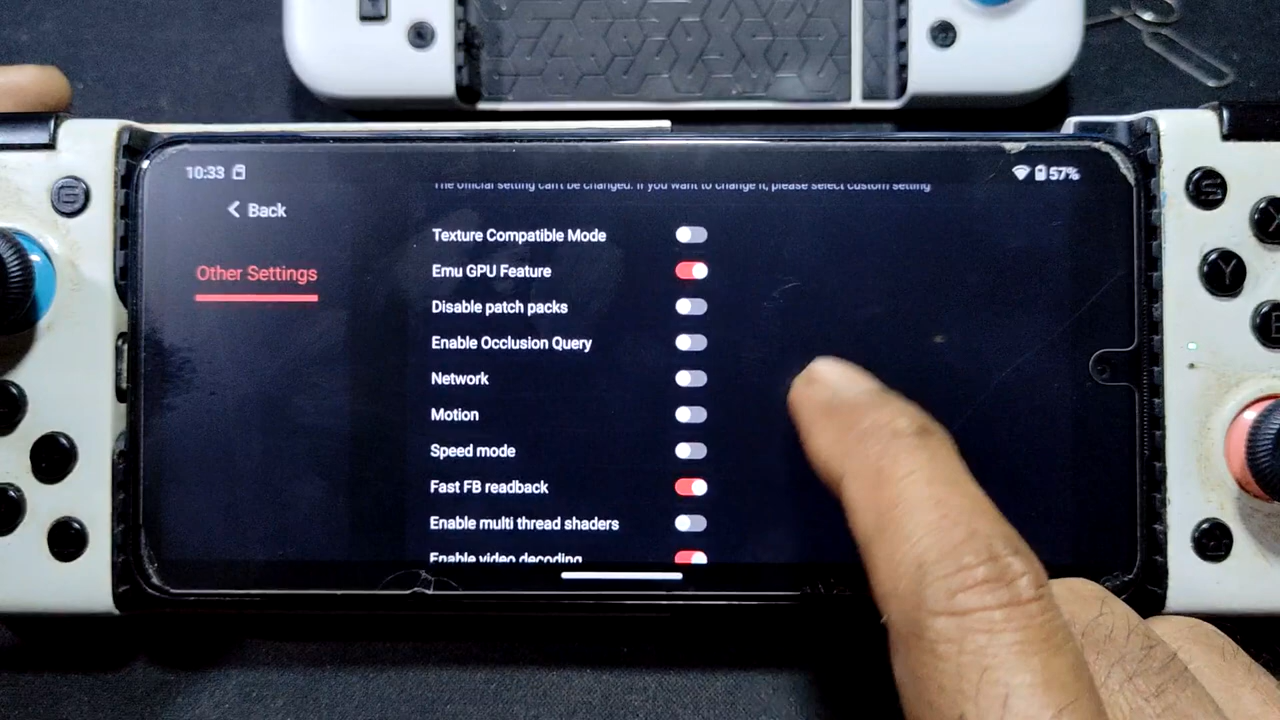 10:33
57%
The official setting can't be changed. If you want to change it, please select custom setting
Back
Texture Compatible Mode
Other Settings
Emu GPU Feature
Disable patch packs
Enable Occlusion Query
Network
Motion
Speed mode
Fast FB readback
Enable multi thread shaders
Enable video decoding
G
S
X
Y